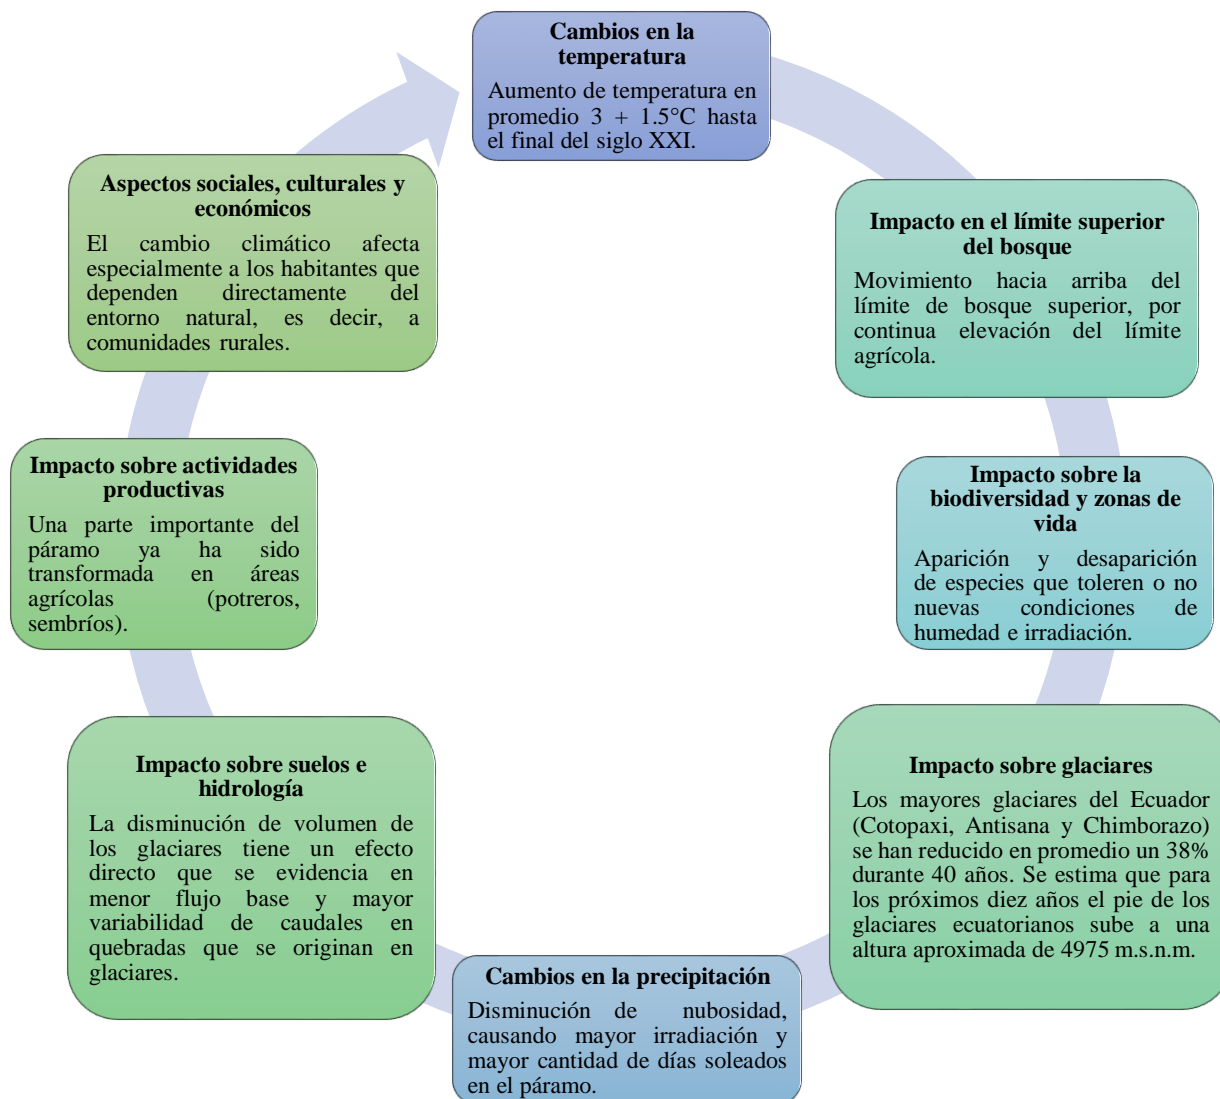 Cambios en la
temperatura
Aumento de temperatura en
promedio 3 + 1.5°C hasta
el final del siglo XXI.
Impacto en el límite superior
del bosque
Movimiento hacia arriba del
límite de bosque superior, por
continua elevación del límite
agrícola.
Impacto sobre la
biodiversidad y zonas de
vida
Aparición y desaparición
de especies que toleren o no
nuevas condiciones de
humedad e irradiación.
Impacto sobre glaciares
Los mayores glaciares del Ecuador
(Cotopaxi, Antisana y Chimborazo)
se han reducido en promedio un 38%
durante 40 años. Se estima que para
los próximos diez años el pie de los
glaciares ecuatorianos sube a una
altura aproximada de 4975 m.s.n.m.
Cambios en la precipitación
Disminución de nubosidad,
causando mayor irradiación y
mayor cantidad de días soleados
en el páramo.
Impacto sobre suelos e
hidrología
La disminución de volumen de
los glaciares tiene un efecto
directo que se evidencia en
menor flujo base y mayor
variabilidad de caudales en
quebradas que se originan en
glaciares.
Impacto sobre actividades
productivas
Una parte importante del
páramo ya ha sido
transformada en áreas
agrícolas (potreros,
sembríos).
Aspectos sociales, culturales y
económicos
El cambio climático afecta
especialmente a los habitantes que
dependen directamente del
entorno natural, es decir, a
comunidades rurales.